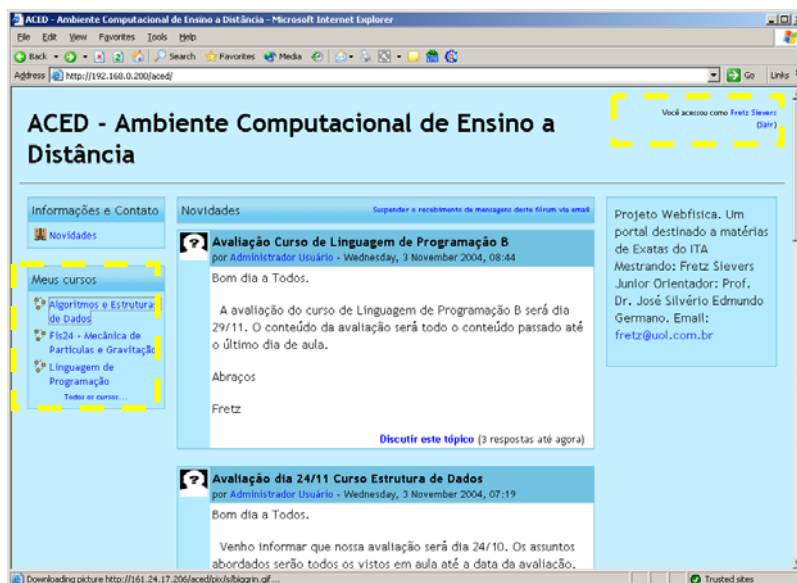 ACED - Ambiente Computacional de Ensino a Distância - Microsoft Internet Explorer
File Edit View Favorites Tools Help
Back Search Favorites Media
Address http://192.168.0.200/aced/ Go Links
ACED - Ambiente Computacional de Ensino a
Distância
Você acessou como Fretz Sievers
(Sair)
Informações e Contato
Novidades
Meus cursos
Algoritmos e Estruturas
de Dados
Fis24 - Mecânica de
Partículas e Gravitação
Linguagem de
Programação
Todos os cursos...
Novidades Suspender o recebimento de mensagens deste fórum via email
Avaliação Curso de Linguagem de Programação B
por Administrador Usuário - Wednesday, 3 November 2004, 08:44
Bom dia a Todos.
A avaliação do curso de Linguagem de Programação B será dia
29/11. O conteúdo da avaliação será todo o conteúdo passado até
o último dia de aula.
Abraços
Fretz
Discutir este tópico (3 respostas até agora)
Avaliação dia 24/11 Curso Estrutura de Dados
por Administrador Usuário - Wednesday, 3 November 2004, 07:19
Bom dia a Todos.
Venho informar que nossa avaliação será dia 24/10. Os assuntos
abordados serão todos os vistos em aula até a data da avaliação.
Projeto Webfisica. Um
portal destinado a matérias
de Exatas do ITA
Mestrando: Fretz Sievers
Junior Orientador: Prof.
Dr. José Silvério Edmundo
Germano. Email:
fretz@uol.com.br
Downloading picture http://161.24.17.206/aced/pix/s/biggrin.gif... Trusted sites